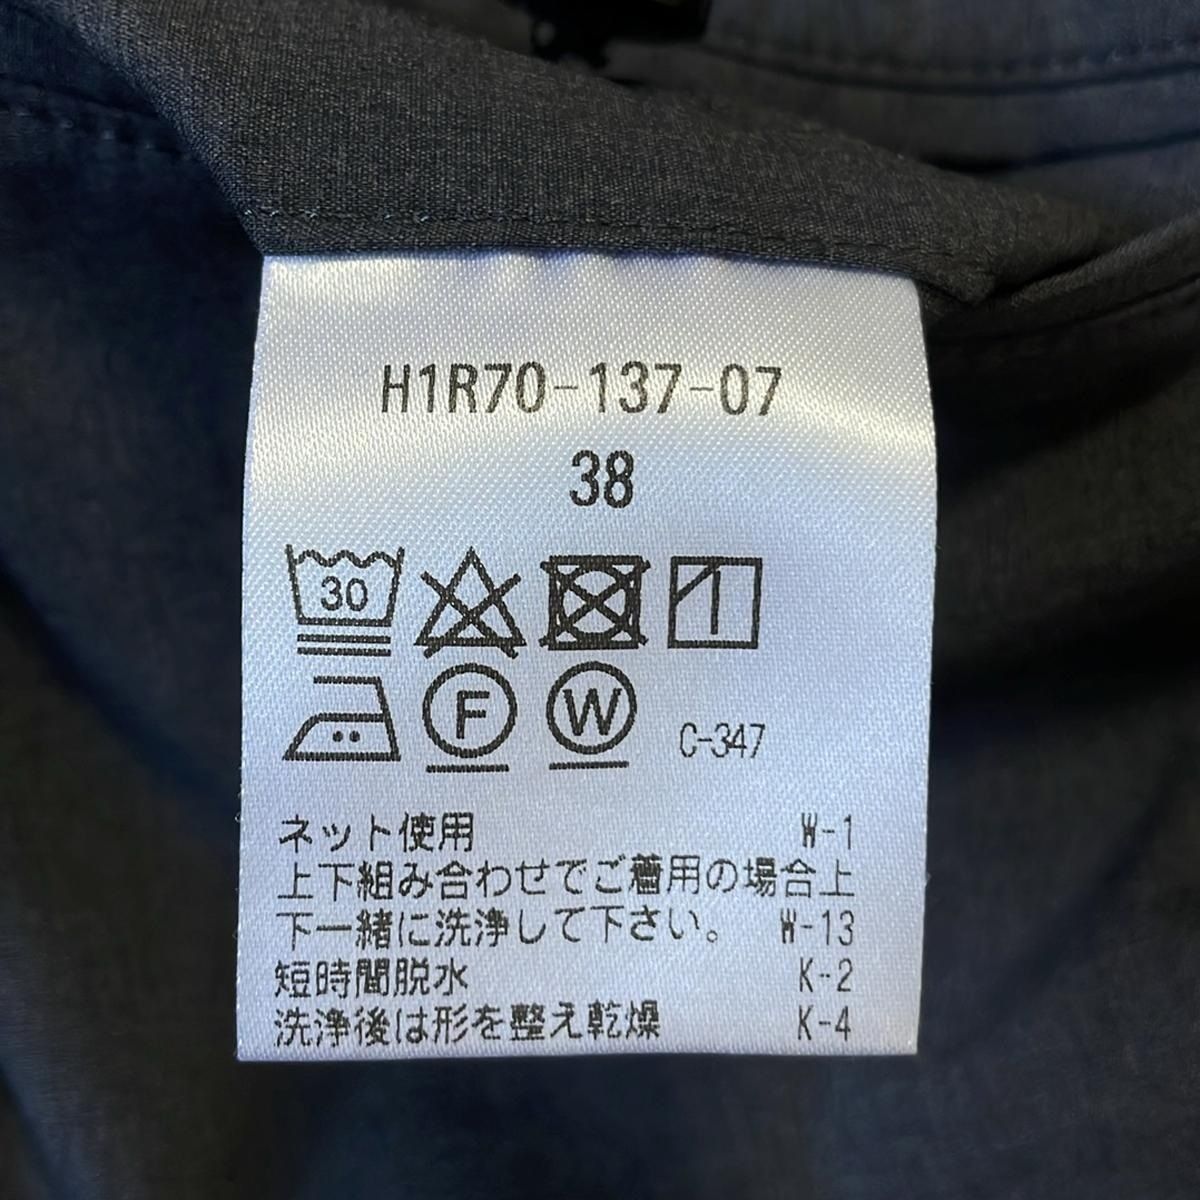 H1R70-137-07
38
30
F W C-347
ネット使用 W-1
上下組み合わせでご着用の場合上
下一緒に洗浄して下さい。 W-13
短時間脱水 K-2
洗浄後は形を整え乾燥 K-4